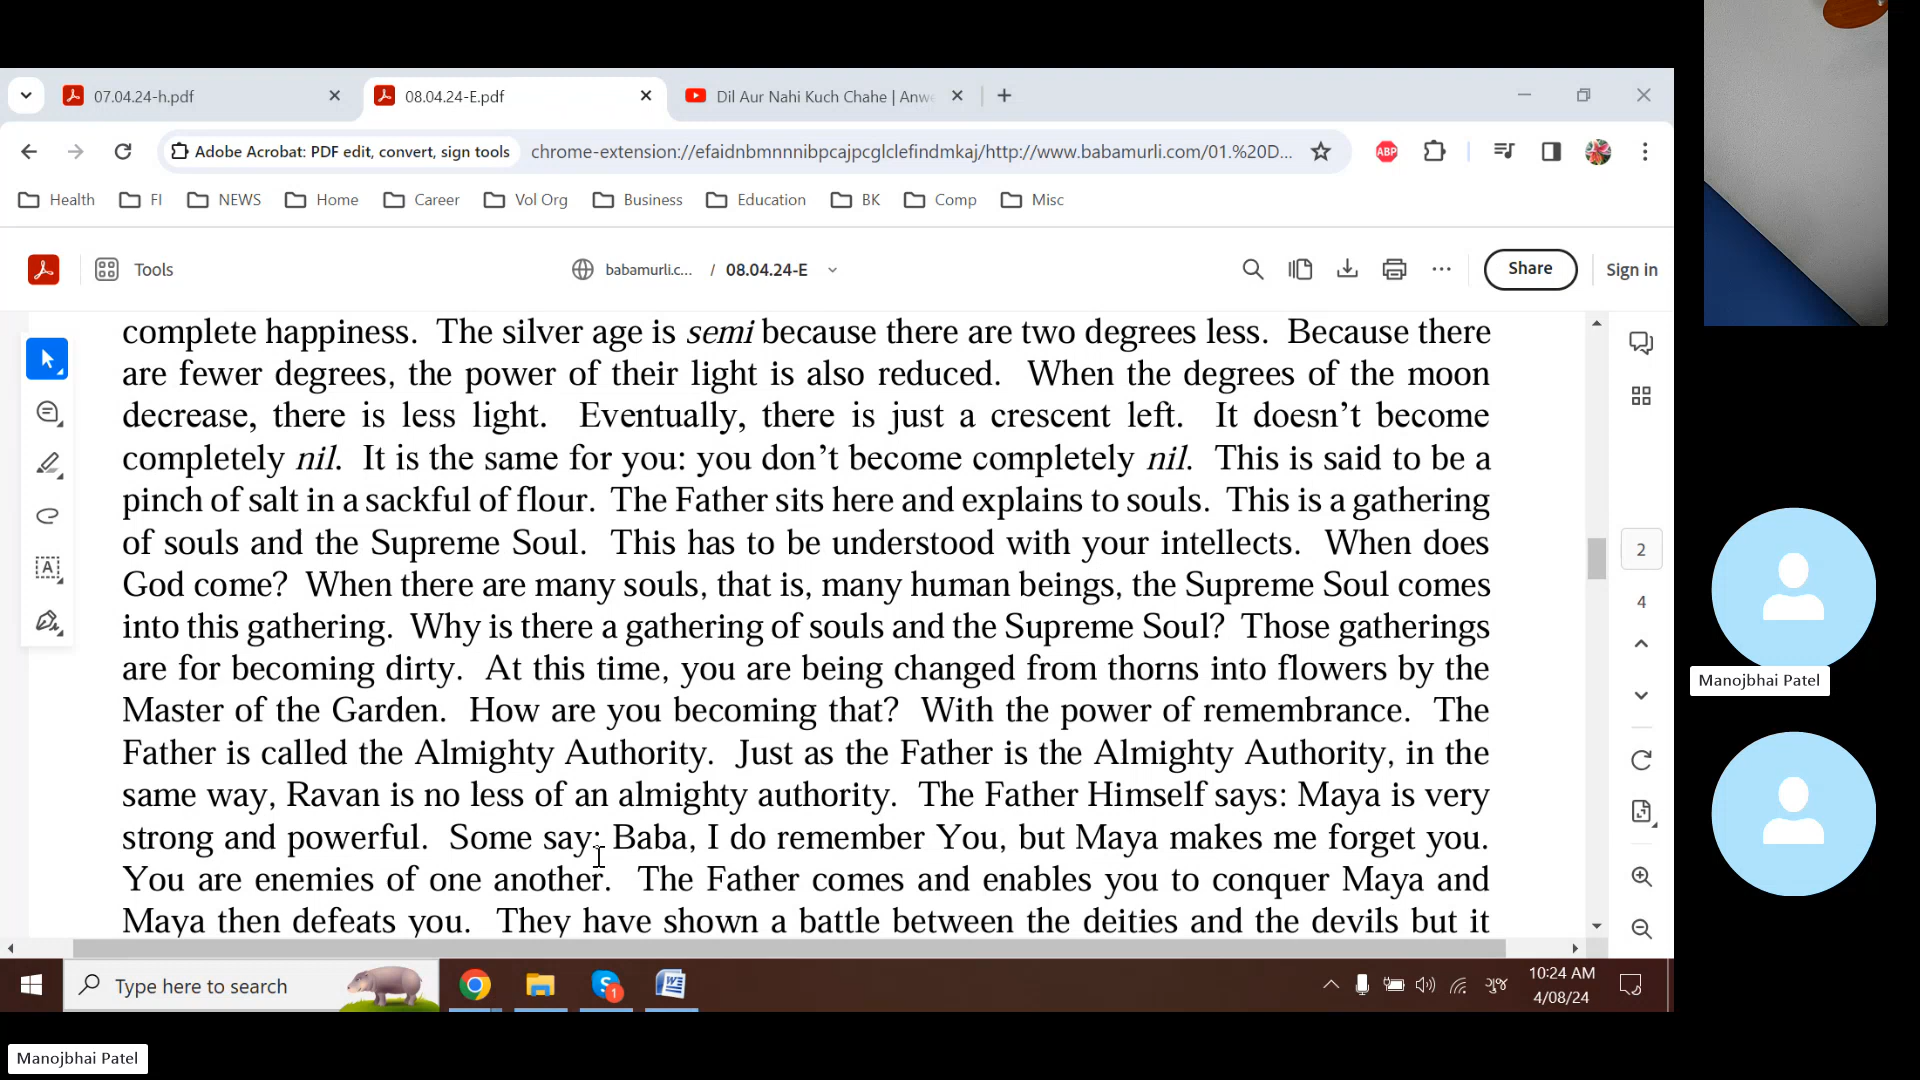 07.04.24-h.pdf
08.04.24-E.pdf
Dil Aur Nahi Kuch Chahe | Anw
Adobe Acrobat: PDF edit, convert, sign tools
chrome-extension://efaidnbmnnnibpcajpcglclefindmkaj/http://www.babamurli.com/01.%20D...
ABP
Health
FI
NEWS
Home
Career
Vol Org
Business
Education
BK
Comp
Misc
Tools
babamurli.c... / 08.04.24-E
Share
Sign in
complete happiness. The silver age is semi because there are two degrees less. Because there
are fewer degrees, the power of their light is also reduced. When the degrees of the moon
decrease, there is less light. Eventually, there is just a crescent left. It doesn’t become
completely nil. It is the same for you: you don’t become completely nil. This is said to be a
pinch of salt in a sackful of flour. The Father sits here and explains to souls. This is a gathering
of souls and the Supreme Soul. This has to be understood with your intellects. When does
God come? When there are many souls, that is, many human beings, the Supreme Soul comes
into this gathering. Why is there a gathering of souls and the Supreme Soul? Those gatherings
are for becoming dirty. At this time, you are being changed from thorns into flowers by the
Master of the Garden. How are you becoming that? With the power of remembrance. The
Father is called the Almighty Authority. Just as the Father is the Almighty Authority, in the
same way, Ravan is no less of an almighty authority. The Father Himself says: Maya is very
strong and powerful. Some say: Baba, I do remember You, but Maya makes me forget you.
You are enemies of one another. The Father comes and enables you to conquer Maya and
Maya then defeats you. They have shown a battle between the deities and the devils but it
2
4
Type here to search
1
ગુજ
10:24 AM
4/08/24
Manojbhai Patel
Manojbhai Patel